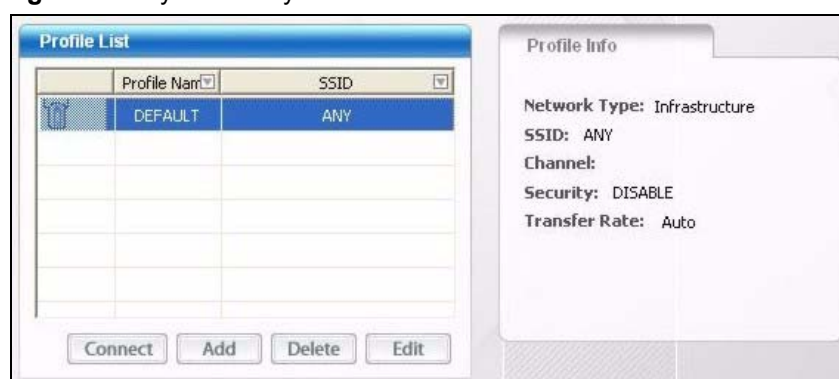 Profile List
Profile Nam SSID
DEFAULT ANY
Connect Add Delete Edit
Profile Info
Network Type: Infrastructure
SSID: ANY
Channel:
Security: DISABLE
Transfer Rate: Auto